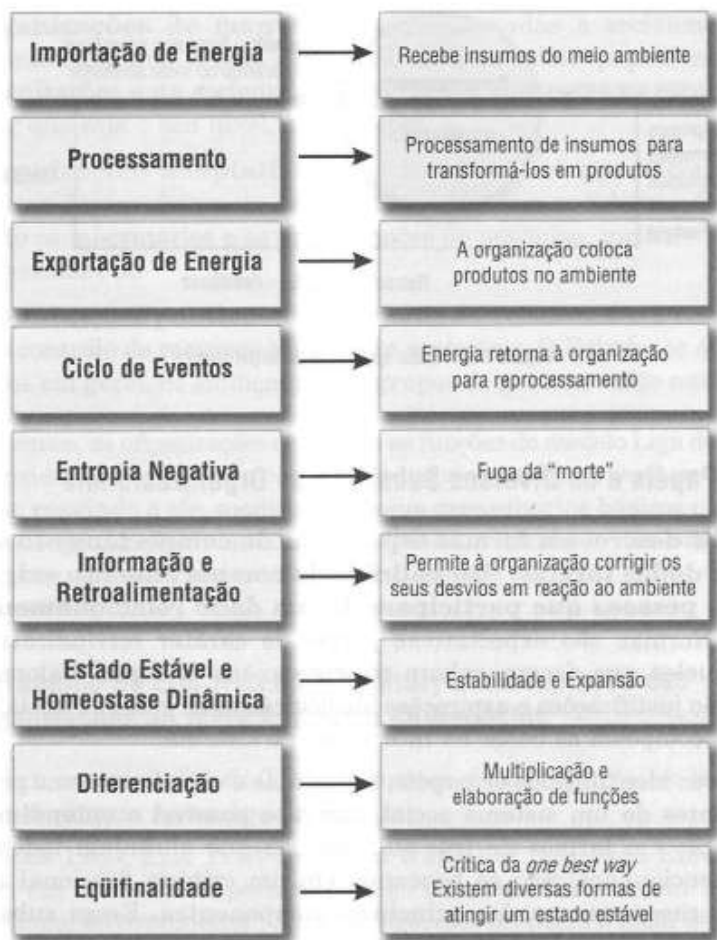 Importação de Energia
Recebe insumos do meio ambiente
Processamento
Processamento de insumos para
transformá-los em produtos
Exportação de Energia
A organização coloca
produtos no ambiente
Ciclo de Eventos
Energia retorna à organização
para reprocessamento
Entropia Negativa
Fuga da “morte”
Informação e
Retroalimentação
Permite à organização corrigir os
seus desvios em reação ao ambiente
Estado Estável e
Homeostase Dinâmica
Estabilidade e Expansão
Diferenciação
Multiplicação e
elaboração de funções
Eqüifinalidade
Crítica da one best way
Existem diversas formas de
atingir um estado estável